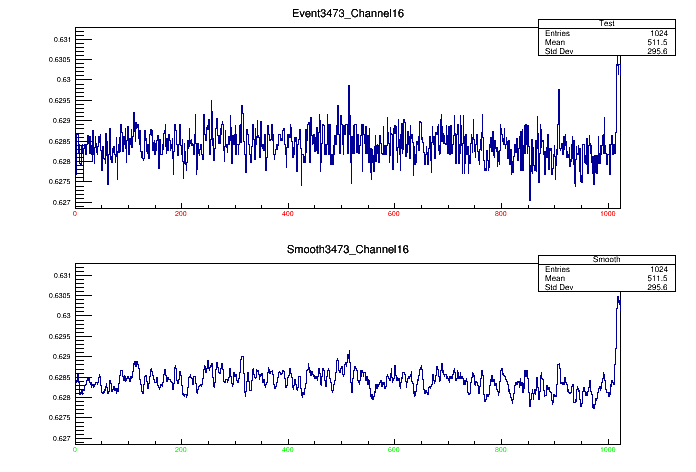 Event3473_Channel16
Test
Entries 1024
Mean 511.5
Std Dev 295.6
0.631
0.6305
0.63
0.6295
0.629
0.6285
0.628
0.6275
0.627
0 200 400 600 800 1000
Smooth3473_Channel16
Smooth
Entries 1024
Mean 511.5
Std Dev 295.6
0.631
0.6305
0.63
0.6295
0.629
0.6285
0.628
0.6275
0.627
0 200 400 600 800 1000